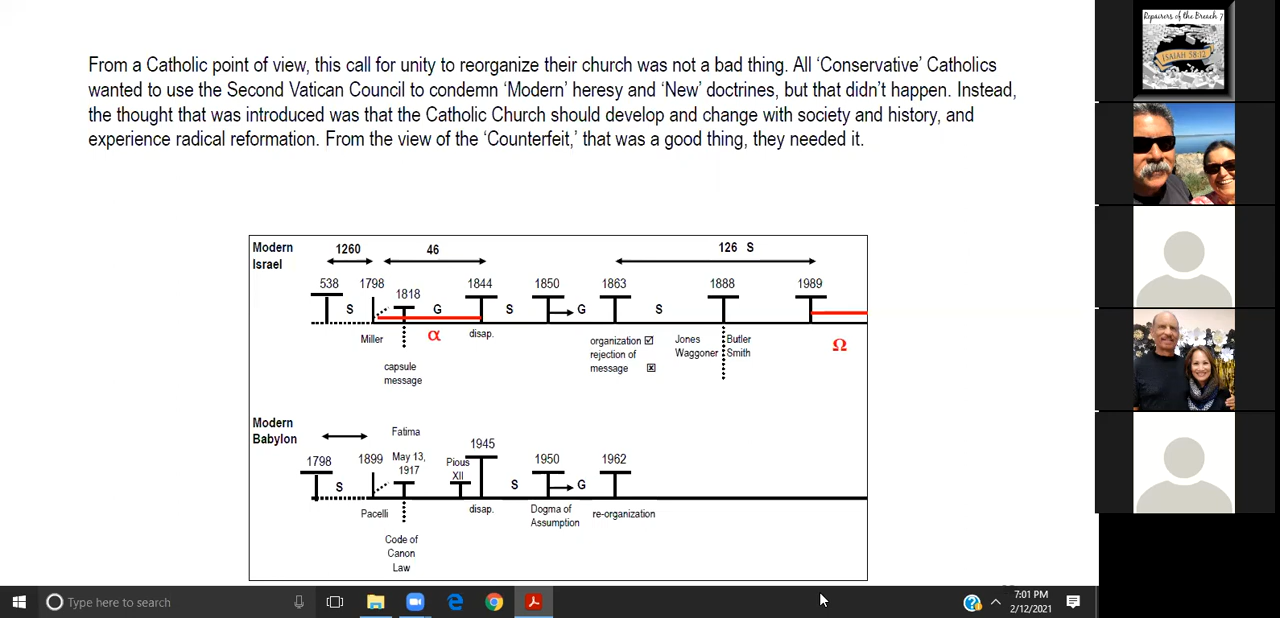 From a Catholic point of view, this call for unity to reorganize their church was not a bad thing. All ‘Conservative’ Catholics
wanted to use the Second Vatican Council to condemn ‘Modern’ heresy and ‘New’ doctrines, but that didn’t happen. Instead,
the thought that was introduced was that the Catholic Church should develop and change with society and history, and
experience radical reformation. From the view of the ‘Counterfeit,’ that was a good thing, they needed it.
Modern
Israel
1260
46
126 S
538
1798
1818
1844
1850
1863
1888
1989
S
G
S
G
S
α
Ω
Miller
capsule
message
disap.
organization ☑
rejection of
message ☒
Jones
Waggoner
Butler
Smith
Modern
Babylon
Fatima
1798
1899
May 13,
1917
Pious
XII
1945
1950
1962
S
S
G
Pacelli
Code of
Canon
Law
disap.
Dogma of
Assumption
re-organization
Repairers of the Breach 7
ISAIAH 58:12
Type here to search
7:01 PM
2/12/2021